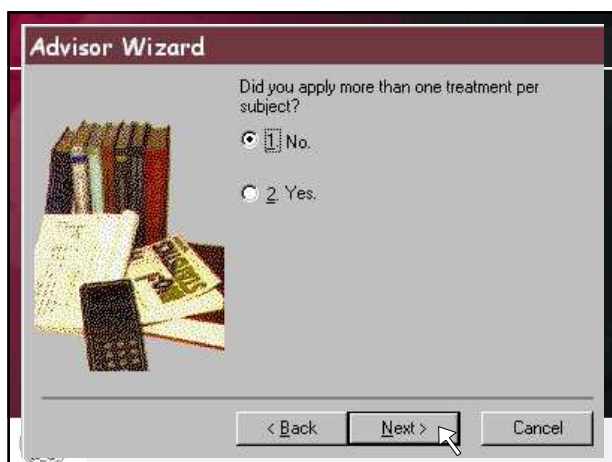 Advisor Wizard
Did you apply more than one treatment per
subject?
1. No.
2. Yes.
< Back
Next >
Cancel